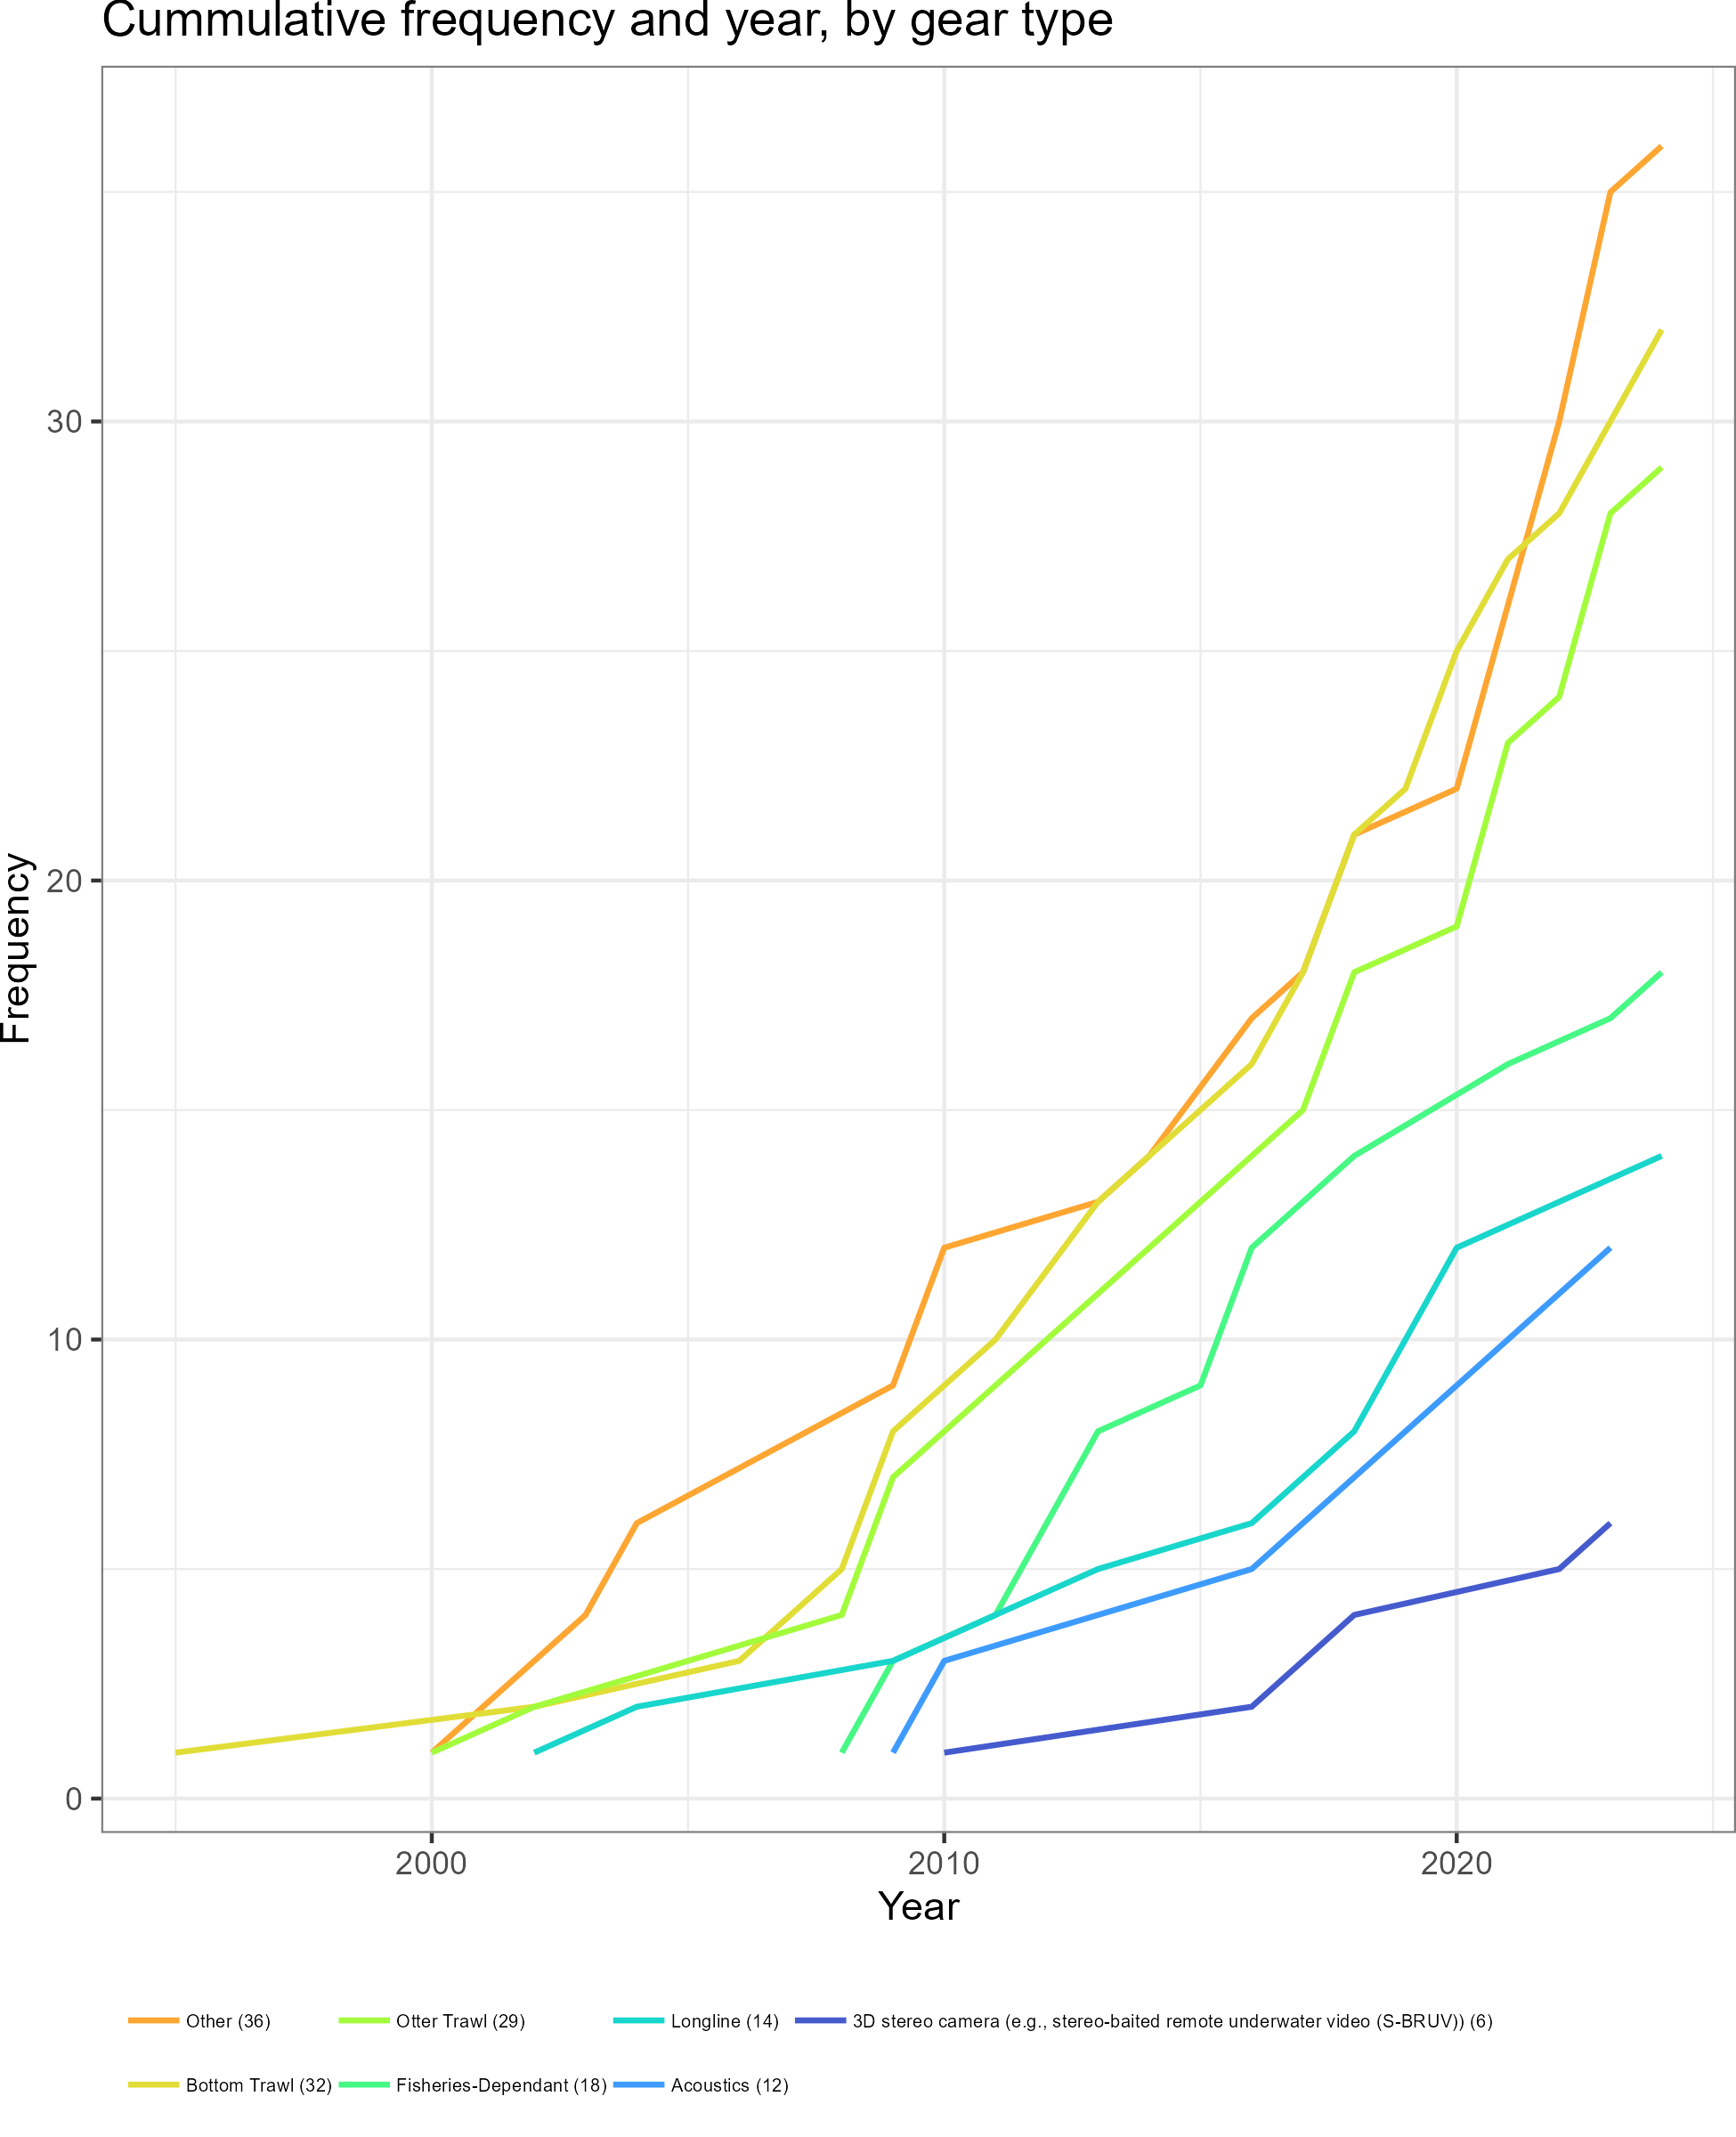 Cummulative frequency and year, by gear type
30
20
10
0
Frequency
2000 2010 2020
Year
Other (36) Otter Trawl (29) Longline (14) 3D stereo camera (e.g., stereo-baited remote underwater video (S-BRUV)) (6)
Bottom Trawl (32) Fisheries-Dependant (18) Acoustics (12)